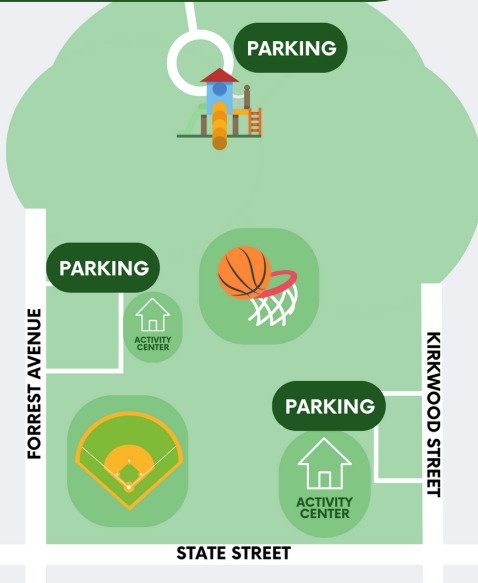 PARKING
PARKING
ACTIVITY
CENTER
FORREST AVENUE
KIRKWOOD STREET
PARKING
ACTIVITY
CENTER
STATE STREET